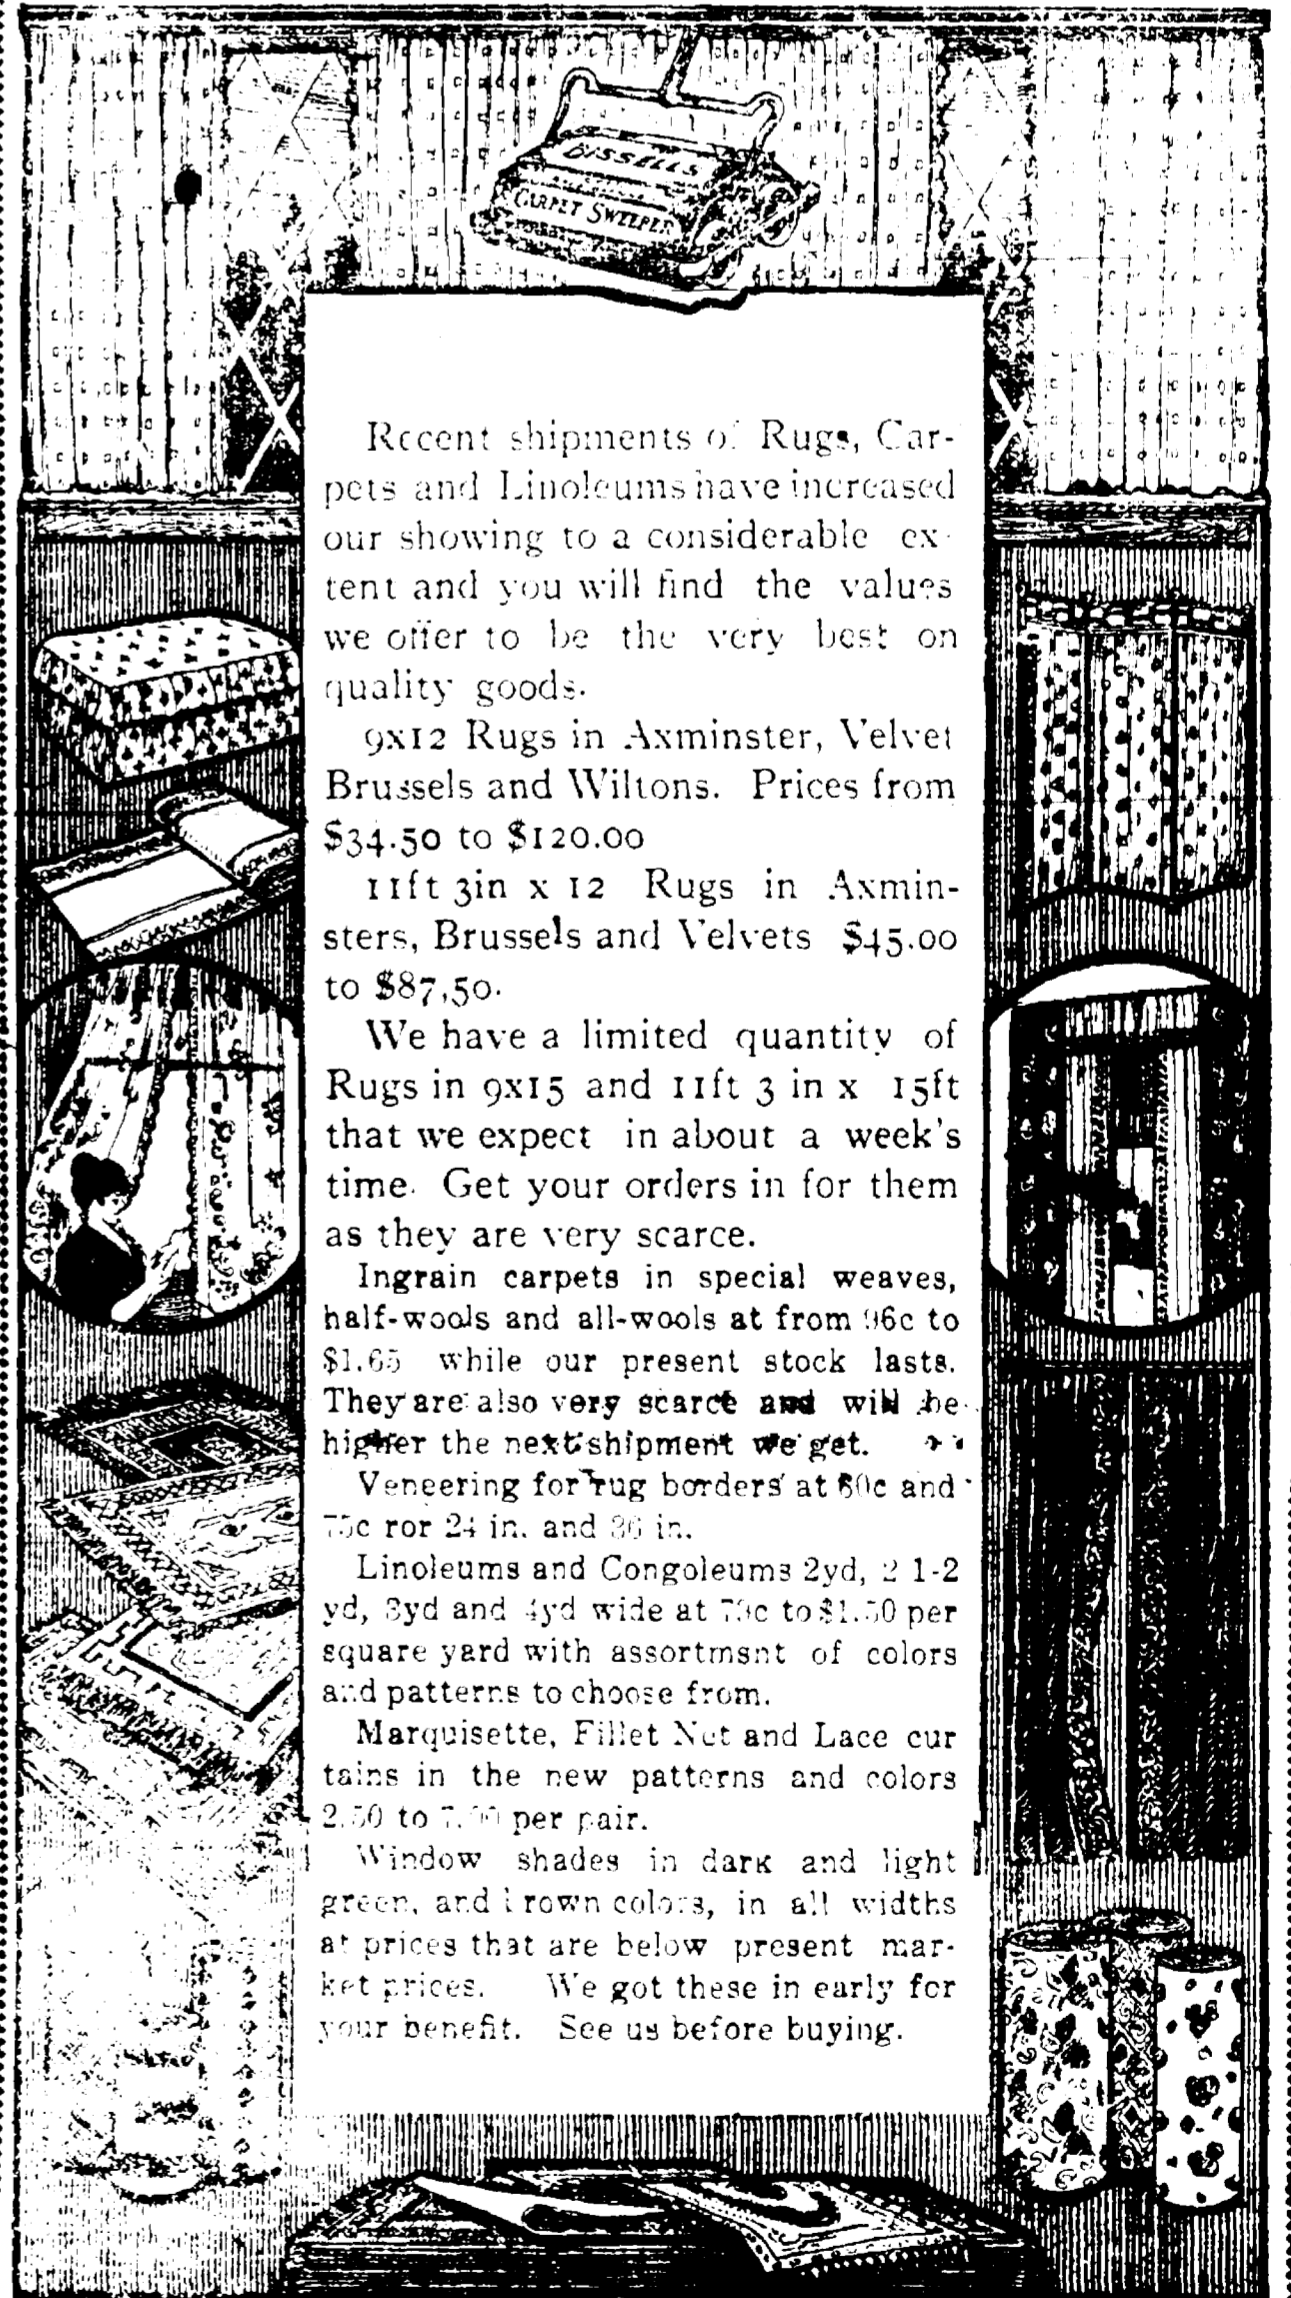 BISSELL'S
CARPET SWEEPER
Recent shipments of Rugs, Car-
pets and Linoleums have increased
our showing to a considerable ex-
tent and you will find the values
we offer to be the very best on
quality goods.
9x12 Rugs in Axminster, Velvet
Brussels and Wiltons. Prices from
$34.50 to $120.00
11ft 3in x 12 Rugs in Axmin-
sters, Brussels and Velvets $45.00
to $87,50.
We have a limited quantity of
Rugs in 9x15 and 11ft 3 in x 15ft
that we expect in about a week's
time. Get your orders in for them
as they are very scarce.
Ingrain carpets in special weaves,
half-wools and all-wools at from 96c to
$1.65 while our present stock lasts.
They are also very scarce and will be
higher the next shipment we get.
Veneering for rug borders at 60c and
75c ror 24 in. and 36 in.
Linoleums and Congoleums 2yd, 2 1-2
yd, 3yd and 4yd wide at 79c to $1.50 per
square yard with assortmsnt of colors
and patterns to choose from.
Marquisette, Fillet Net and Lace cur
tains in the new patterns and colors
2.50 to per pair.
Window shades in dark and light
green, and brown colors, in all widths
at prices that are below present mar-
ket prices. We got these in early for
your benefit. See us before buying.